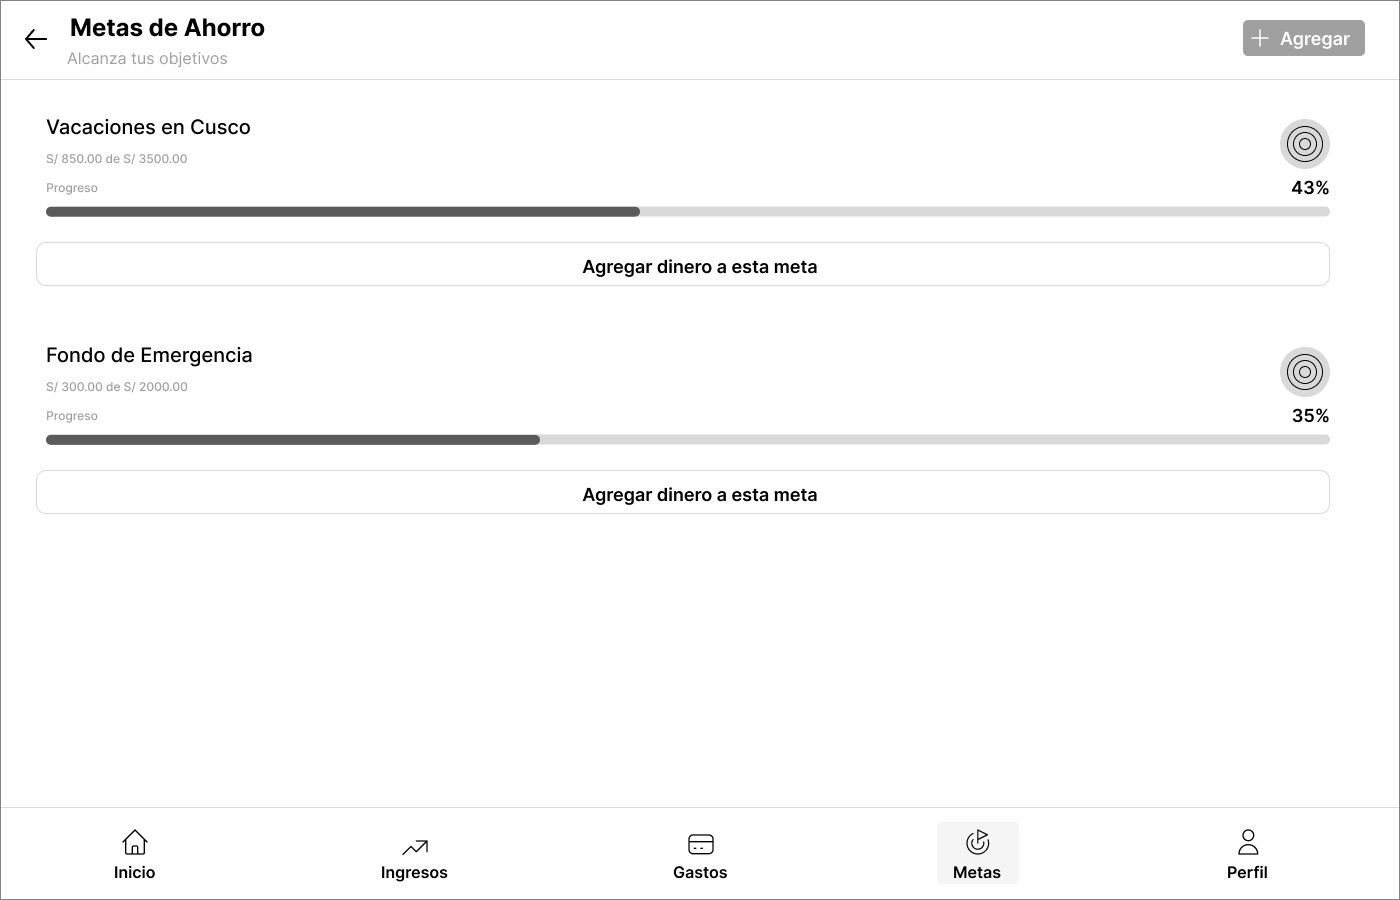 Metas de Ahorro
Alcanza tus objetivos
Agregar
Vacaciones en Cusco
S/ 850.00 de S/ 3500.00
Progreso
43%
Agregar dinero a esta meta
Fondo de Emergencia
S/ 300.00 de S/ 2000.00
Progreso
35%
Agregar dinero a esta meta
Inicio
Ingresos
Gastos
Metas
Perfil